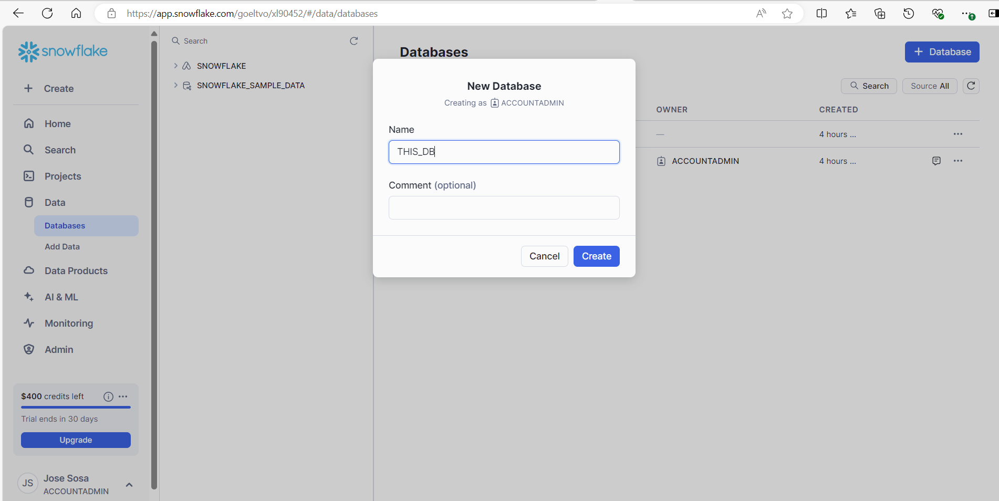 https://app.snowflake.com/goeltvo/xl90452/#/data/databases
snowflake
Create
Home
Search
Projects
Data
Databases
Add Data
Data Products
AI & ML
Monitoring
Admin
$400 credits left
Trial ends in 30 days
Upgrade
JS
Jose Sosa
ACCOUNTADMIN
Search
SNOWFLAKE
SNOWFLAKE_SAMPLE_DATA
Databases
+ Database
Search
Source All
OWNER CREATED
— 4 hours ...
ACCOUNTADMIN 4 hours ...
New Database
Creating as ACCOUNTADMIN
Name
THIS_DB
Comment (optional)
Cancel
Create